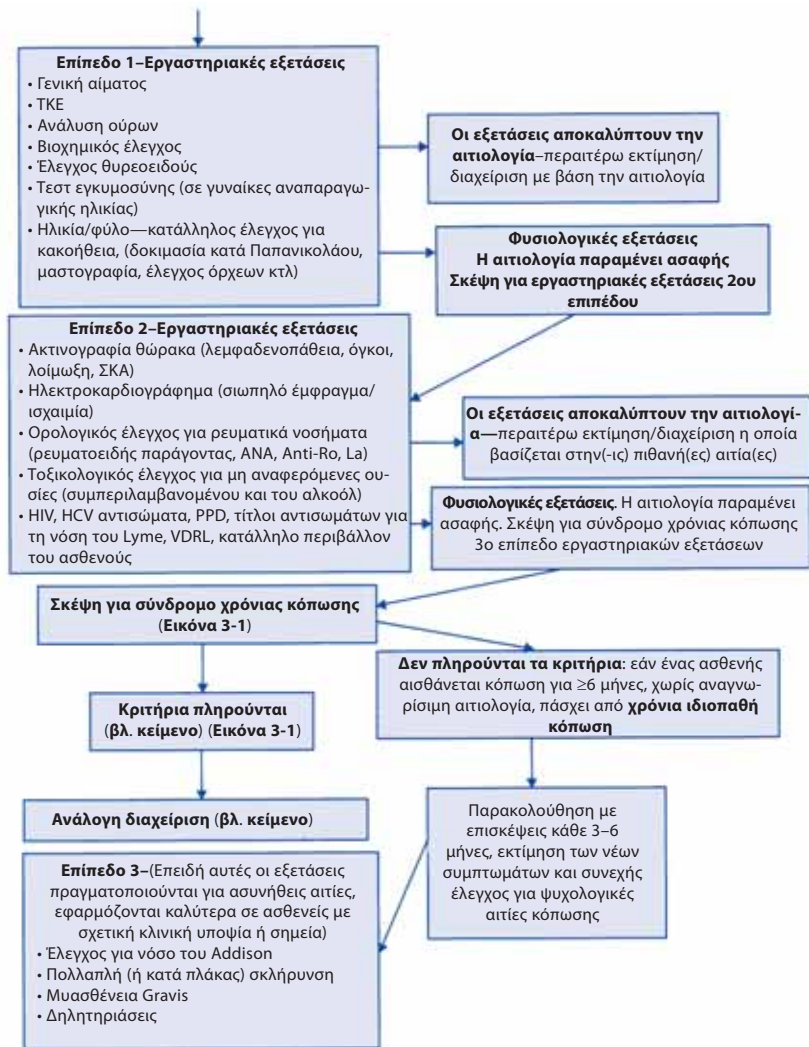 Επίπεδο 1–Εργαστηριακές εξετάσεις
• Γενική αίματος
• ΤΚΕ
• Ανάλυση ούρων
• Βιοχημικός έλεγχος
• Έλεγχος θυρεοειδούς
• Τεστ εγκυμοσύνης (σε γυναίκες αναπαραγω-
γικής ηλικίας)
• Ηλικία/φύλο—κατάλληλος έλεγχος για
κακοήθεια, (δοκιμασία κατά Παπανικολάου,
μαστογραφία, έλεγχος όρχεων κτλ)
Οι εξετάσεις αποκαλύπτουν την
αιτιολογία–περαιτέρω εκτίμηση/
διαχείριση με βάση την αιτιολογία
Φυσιολογικές εξετάσεις
Η αιτιολογία παραμένει ασαφής
Σκέψη για εργαστηριακές εξετάσεις 2ου
επιπέδου
Επίπεδο 2–Εργαστηριακές εξετάσεις
• Ακτινογραφία θώρακα (λεμφαδενοπάθεια, όγκοι,
λοίμωξη, ΣΚΑ)
• Ηλεκτροκαρδιογράφημα (σιωπηλό έμφραγμα/
ισχαιμία)
• Ορολογικός έλεγχος για ρευματικά νοσήματα
(ρευματοειδής παράγοντας, ΑΝΑ, Anti-Ro, La)
• Τοξικολογικός έλεγχος για μη αναφερόμενες ου-
σίες (συμπεριλαμβανομένου και του αλκοόλ)
• HIV, HCV αντισώματα, PPD, τίτλοι αντισωμάτων για
τη νόση του Lyme, VDRL, κατάλληλο περιβάλλον
του ασθενούς
Οι εξετάσεις αποκαλύπτουν την αιτιολογί-
α—περαιτέρω εκτίμηση/διαχείριση η οποία
βασίζεται στην(-ις) πιθανή(ες) αιτία(ες)
Φυσιολογικές εξετάσεις. Η αιτιολογία παραμένει
ασαφής. Σκέψη για σύνδρομο χρόνιας κόπωσης
3ο επίπεδο εργαστηριακών εξετάσεων
Σκέψη για σύνδρομο χρόνιας κόπωσης
(Εικόνα 3-1)
Δεν πληρούνται τα κριτήρια: εάν ένας ασθενής
αισθάνεται κόπωση για ≥6 μήνες, χωρίς αναγνω-
ρίσιμη αιτιολογία, πάσχει από χρόνια ιδιοπαθή
κόπωση
Κριτήρια πληρούνται
(βλ. κείμενο) (Εικόνα 3-1)
Ανάλογη διαχείριση (βλ. κείμενο)
Παρακολούθηση με
επισκέψεις κάθε 3–6
μήνες, εκτίμηση των νέων
συμπτωμάτων και συνεχής
έλεγχος για ψυχολογικές
αιτίες κόπωσης
Επίπεδο 3–(Επειδή αυτές οι εξετάσεις
πραγματοποιούνται για ασυνήθεις αιτίες,
εφαρμόζονται καλύτερα σε ασθενείς με
σχετική κλινική υποψία ή σημεία)
• Έλεγχος για νόσο του Addison
• Πολλαπλή (ή κατά πλάκας) σκλήρυνση
• Μυασθένεια Gravis
• Δηλητηριάσεις